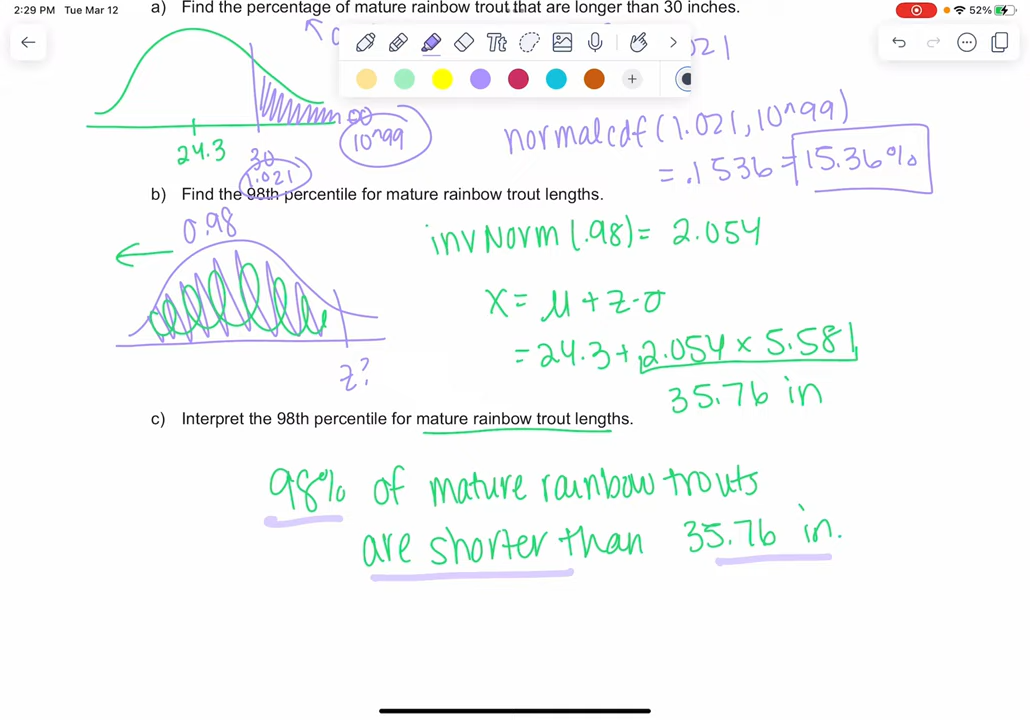 2:29 PM Tue Mar 12
52%
a) Find the percentage of mature rainbow trout that are longer than 30 inches.
Tt
021
∞
10^99
24.3
30
1.021
normalcdf (1.021, 10^99)
= .1536 = 15.36%
b) Find the 98th percentile for mature rainbow trout lengths.
0.98
invNorm (.98) = 2.054
x = μ + z · σ
= 24.3 + 2.054 × 5.581
z?
35.76 in
c) Interpret the 98th percentile for mature rainbow trout lengths.
98% of mature rainbow trouts
are shorter than 35.76 in.